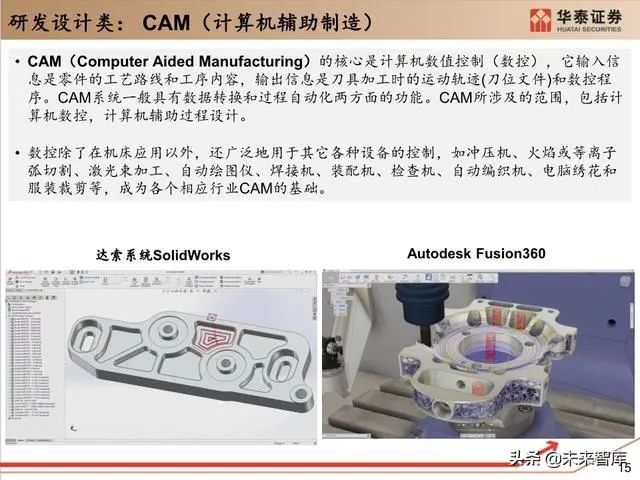 研发设计类： CAM（计算机辅助制造）
华泰证券
HUATAI SECURITIES
• CAM（Computer Aided Manufacturing）的核心是计算机数值控制（数控），它输入信
息是零件的工艺路线和工序内容，输出信息是刀具加工时的运动轨迹(刀位文件)和数控程
序。CAM系统一般具有数据转换和过程自动化两方面的功能。CAM所涉及的范围，包括计
算机数控，计算机辅助过程设计。
• 数控除了在机床应用以外，还广泛地用于其它各种设备的控制，如冲压机、火焰或等离子
弧切割、激光束加工、自动绘图仪、焊接机、装配机、检查机、自动编织机、电脑绣花和
服装裁剪等，成为各个相应行业CAM的基础。
达索系统SolidWorks
Autodesk Fusion360
头条 @未来智库
15